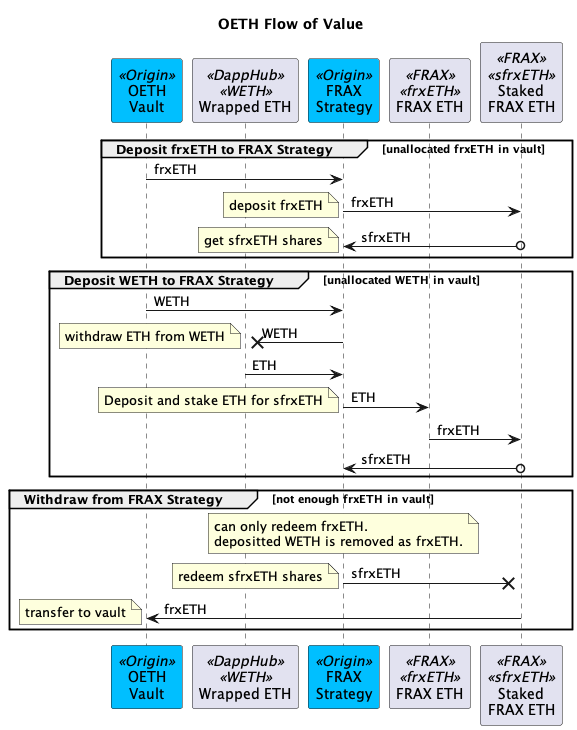 OETH Flow of Value
«Origin»
OETH
Vault
«DappHub»
«WETH»
Wrapped ETH
«Origin»
FRAX
Strategy
«FRAX»
«frxETH»
FRAX ETH
«FRAX»
«sfrxETH»
Staked
FRAX ETH
Deposit frxETH to FRAX Strategy [unallocated frxETH in vault]
frxETH
deposit frxETH
frxETH
get sfrxETH shares
sfrxETH
Deposit WETH to FRAX Strategy [unallocated WETH in vault]
WETH
withdraw ETH from WETH
WETH
ETH
Deposit and stake ETH for sfrxETH
ETH
frxETH
sfrxETH
Withdraw from FRAX Strategy [not enough frxETH in vault]
can only redeem frxETH.
depositted WETH is removed as frxETH.
redeem sfrxETH shares
sfrxETH
transfer to vault
frxETH
«Origin»
OETH
Vault
«DappHub»
«WETH»
Wrapped ETH
«Origin»
FRAX
Strategy
«FRAX»
«frxETH»
FRAX ETH
«FRAX»
«sfrxETH»
Staked
FRAX ETH